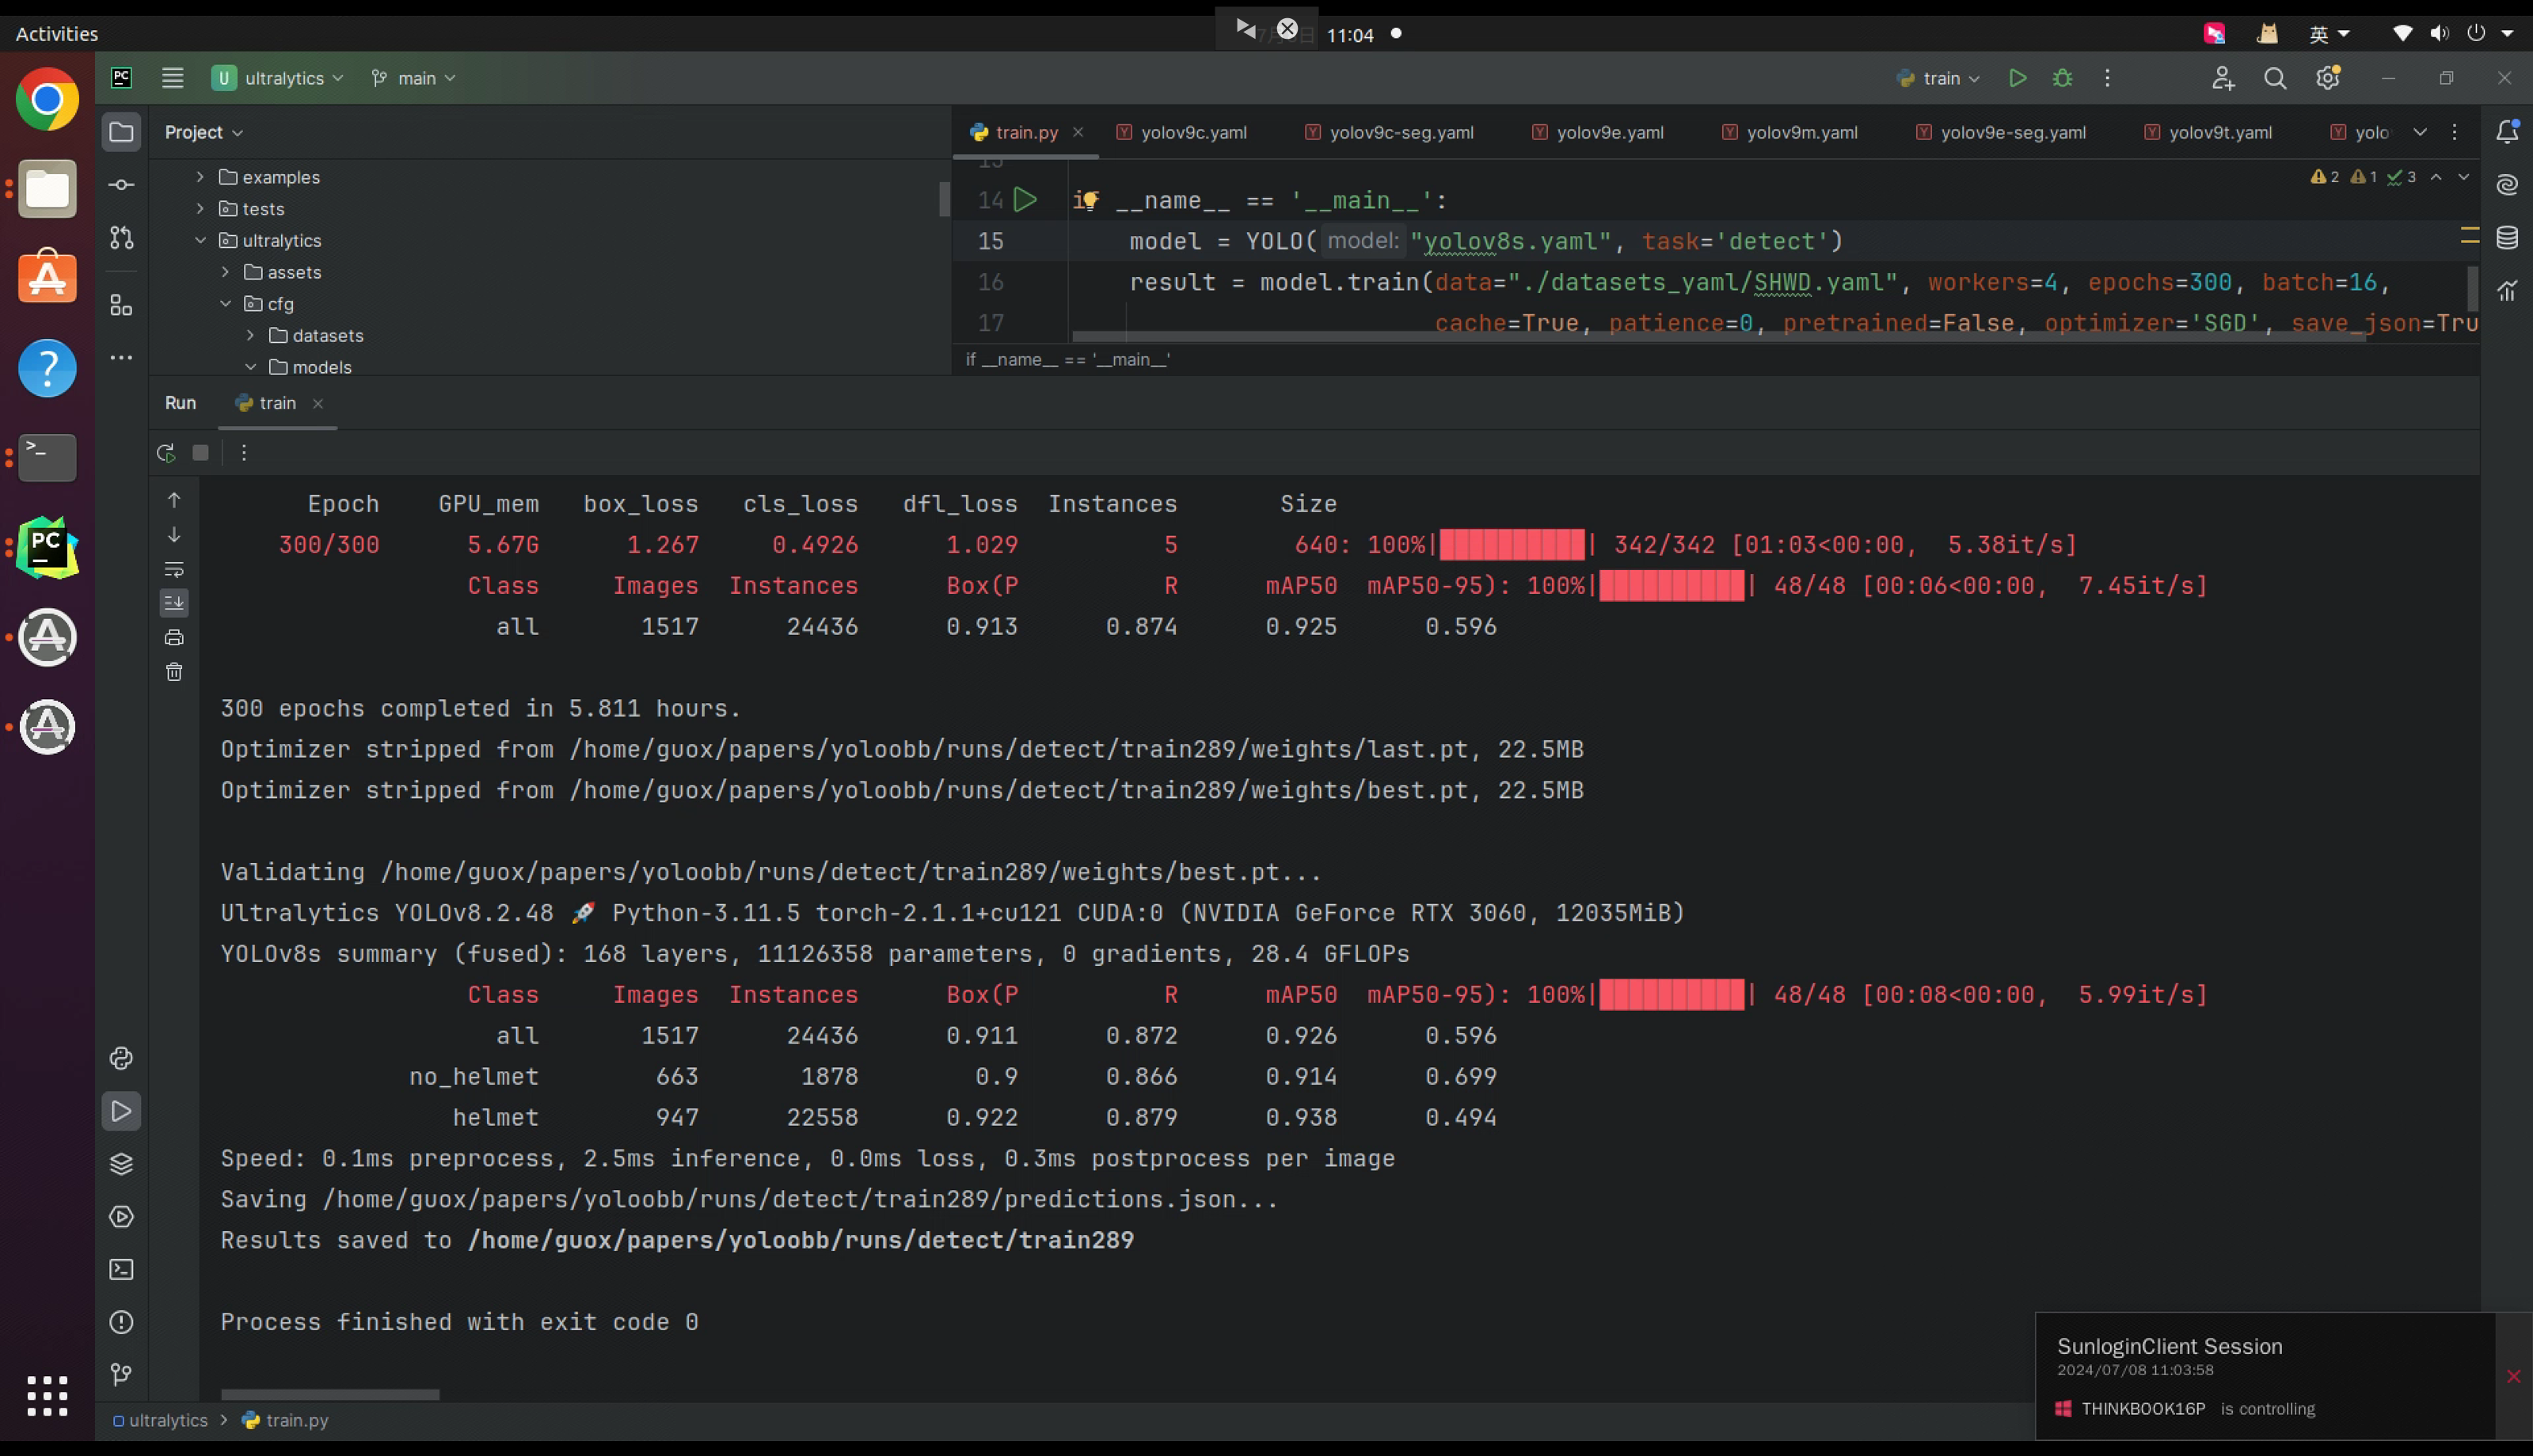 Activities
11:04
英
PC
U ultralytics
main
train
Project
train.py
yolov9c.yaml
yolov9c-seg.yaml
yolov9e.yaml
yolov9m.yaml
yolov9e-seg.yaml
yolov9t.yaml
yolo
examples
tests
ultralytics
assets
cfg
datasets
models
2 1 3
13
14 if __name__ == '__main__':
15 model = YOLO( model: "yolov8s.yaml", task='detect')
16 result = model.train(data="./datasets_yaml/SHWD.yaml", workers=4, epochs=300, batch=16,
17 cache=True, patience=0, pretrained=False, optimizer='SGD', save_json=Tru
if __name__ == '__main__'
Run
train
Epoch GPU_mem box_loss cls_loss dfl_loss Instances Size
300/300 5.67G 1.267 0.4926 1.029 5 640: 100%|██████████| 342/342 [01:03<00:00, 5.38it/s]
Class Images Instances Box(P R mAP50 mAP50-95): 100%|██████████| 48/48 [00:06<00:00, 7.45it/s]
all 1517 24436 0.913 0.874 0.925 0.596
300 epochs completed in 5.811 hours.
Optimizer stripped from /home/guox/papers/yoloobb/runs/detect/train289/weights/last.pt, 22.5MB
Optimizer stripped from /home/guox/papers/yoloobb/runs/detect/train289/weights/best.pt, 22.5MB
Validating /home/guox/papers/yoloobb/runs/detect/train289/weights/best.pt...
Ultralytics YOLOv8.2.48 🚀 Python-3.11.5 torch-2.1.1+cu121 CUDA:0 (NVIDIA GeForce RTX 3060, 12035MiB)
YOLOv8s summary (fused): 168 layers, 11126358 parameters, 0 gradients, 28.4 GFLOPs
Class Images Instances Box(P R mAP50 mAP50-95): 100%|██████████| 48/48 [00:08<00:00, 5.99it/s]
all 1517 24436 0.911 0.872 0.926 0.596
no_helmet 663 1878 0.9 0.866 0.914 0.699
helmet 947 22558 0.922 0.879 0.938 0.494
Speed: 0.1ms preprocess, 2.5ms inference, 0.0ms loss, 0.3ms postprocess per image
Saving /home/guox/papers/yoloobb/runs/detect/train289/predictions.json...
Results saved to /home/guox/papers/yoloobb/runs/detect/train289
Process finished with exit code 0
SunloginClient Session
2024/07/08 11:03:58
THINKBOOK16P is controlling
ultralytics > train.py
PC